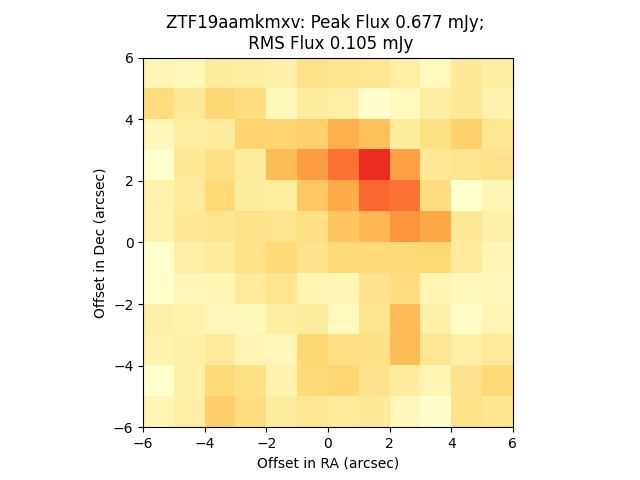 ZTF19aamkmxv: Peak Flux 0.677 mJy;
RMS Flux 0.105 mJy
6
4
2
0
−2
−4
−6
Offset in Dec (arcsec)
−6 −4 −2 0 2 4 6
Offset in RA (arcsec)